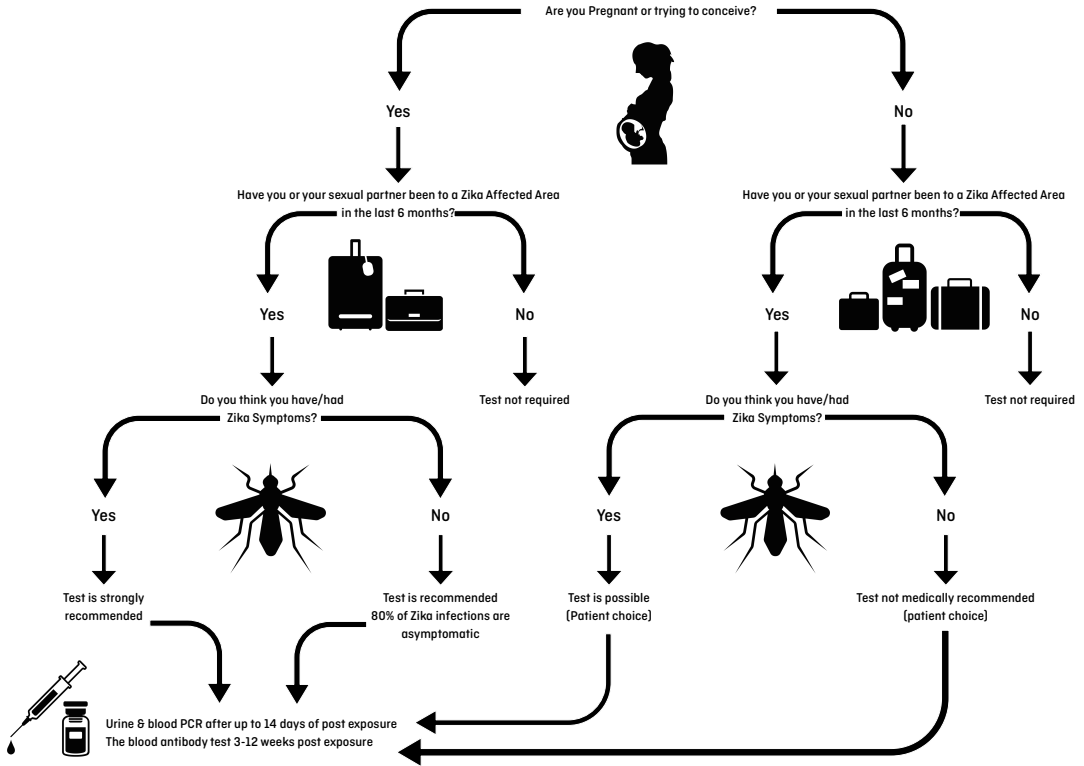 Are you Pregnant or trying to conceive?
Yes
No
Have you or your sexual partner been to a Zika Affected Area
in the last 6 months?
Have you or your sexual partner been to a Zika Affected Area
in the last 6 months?
Yes
No
Yes
No
Do you think you have/had
Zika Symptoms?
Test not required
Do you think you have/had
Zika Symptoms?
Test not required
Yes
No
Yes
No
Test is strongly
recommended
Test is recommended
80% of Zika infections are
asymptomatic
Test is possible
(Patient choice)
Test not medically recommended
(patient choice)
Urine & blood PCR after up to 14 days of post exposure
The blood antibody test 3-12 weeks post exposure